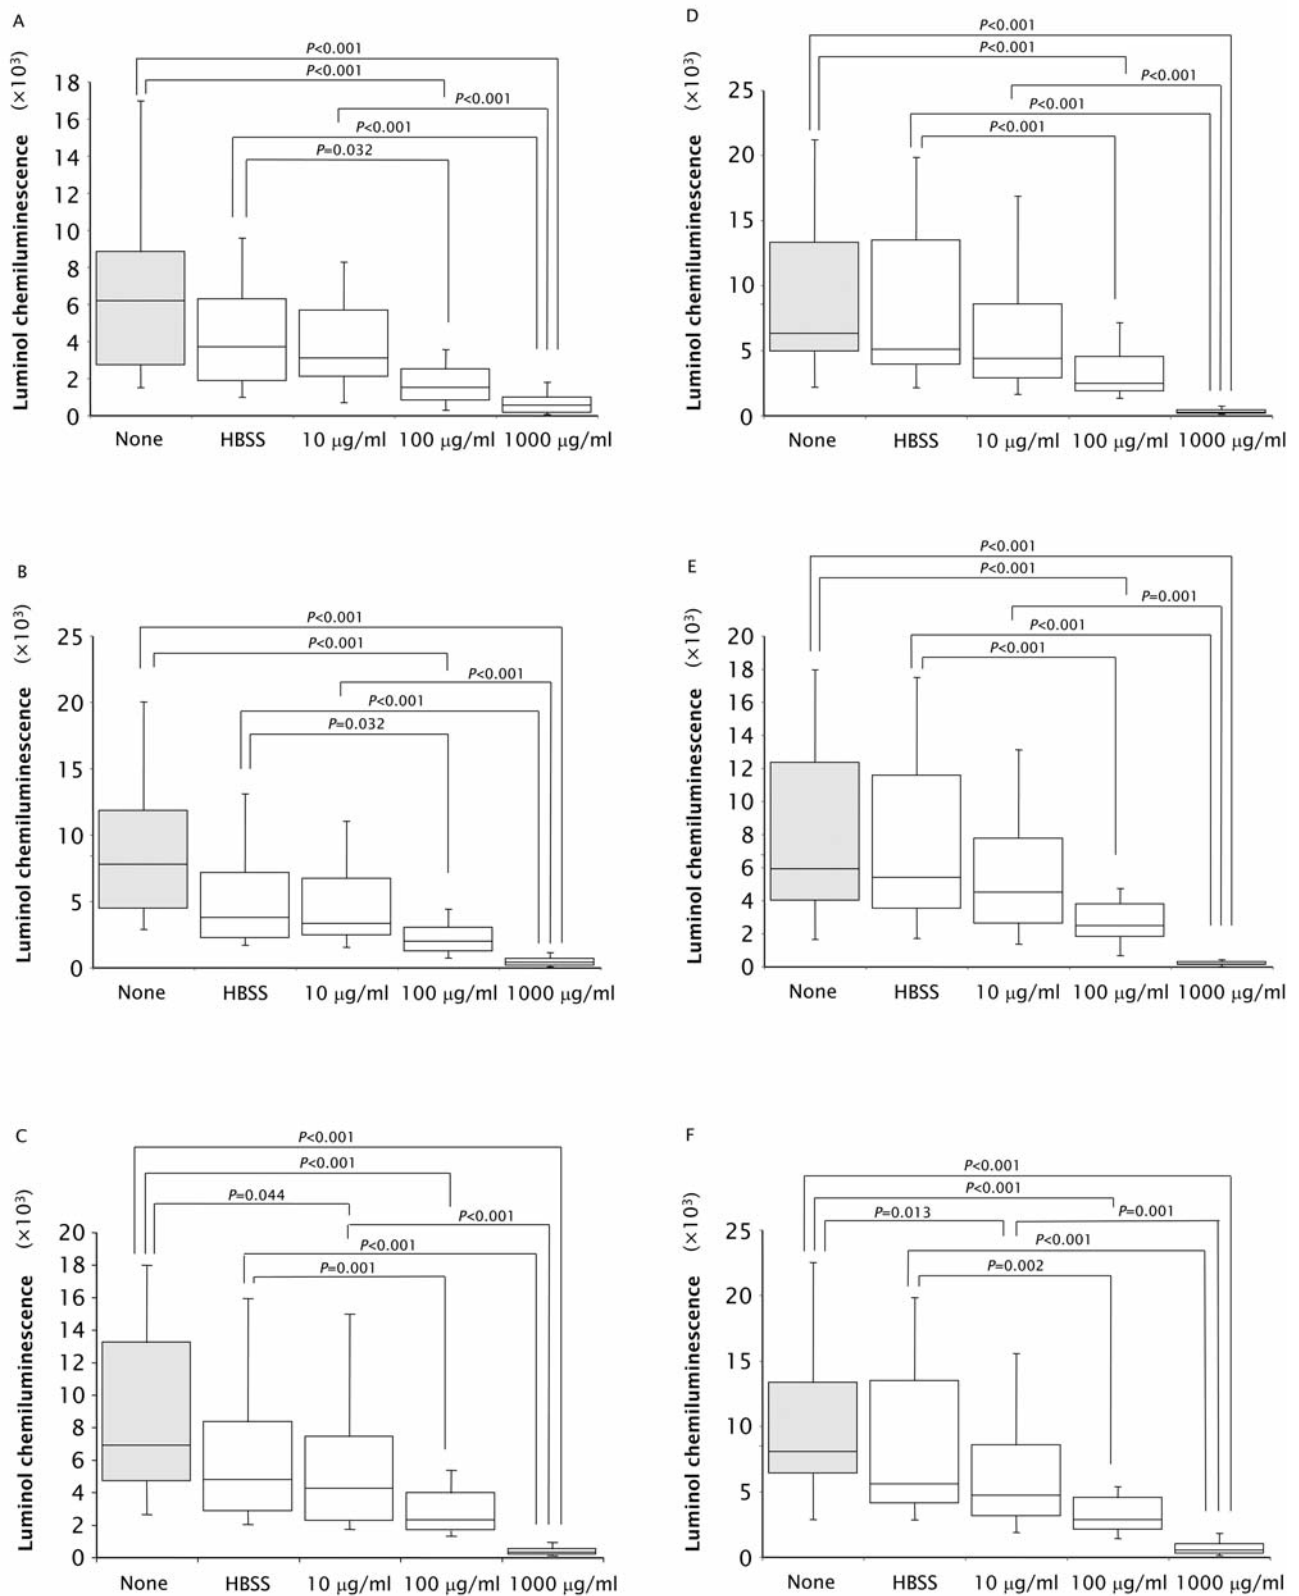 A
Luminol chemiluminescence (×10³)
P<0.001
P<0.001
P<0.001
P<0.001
P=0.032
18
16
14
12
10
8
6
4
2
0
None HBSS 10 µg/ml 100 µg/ml 1000 µg/ml
B
Luminol chemiluminescence (×10³)
P<0.001
P<0.001
P<0.001
P<0.001
P=0.032
25
20
15
10
5
0
None HBSS 10 µg/ml 100 µg/ml 1000 µg/ml
C
Luminol chemiluminescence (×10³)
P<0.001
P<0.001
P=0.044
P<0.001
P<0.001
P=0.001
20
18
16
14
12
10
8
6
4
2
0
None HBSS 10 µg/ml 100 µg/ml 1000 µg/ml
D
Luminol chemiluminescence (×10³)
P<0.001
P<0.001
P<0.001
P<0.001
P<0.001
25
20
15
10
5
0
None HBSS 10 µg/ml 100 µg/ml 1000 µg/ml
E
Luminol chemiluminescence (×10³)
P<0.001
P<0.001
P=0.001
P<0.001
P<0.001
20
18
16
14
12
10
8
6
4
2
0
None HBSS 10 µg/ml 100 µg/ml 1000 µg/ml
F
Luminol chemiluminescence (×10³)
P<0.001
P<0.001
P=0.013 P=0.001
P<0.001
P=0.002
25
20
15
10
5
0
None HBSS 10 µg/ml 100 µg/ml 1000 µg/ml